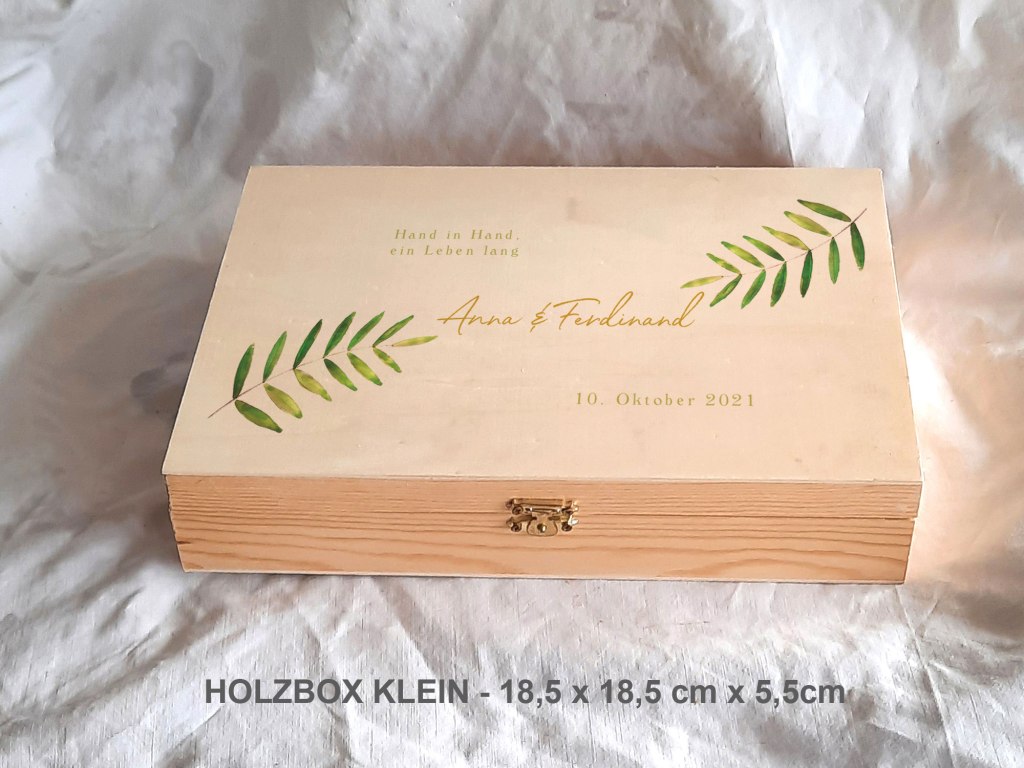 Hand in Hand,
ein Leben lang
Anna & Ferdinand
10. Oktober 2021
HOLZBOX KLEIN - 18,5 x 18,5 cm x 5,5cm